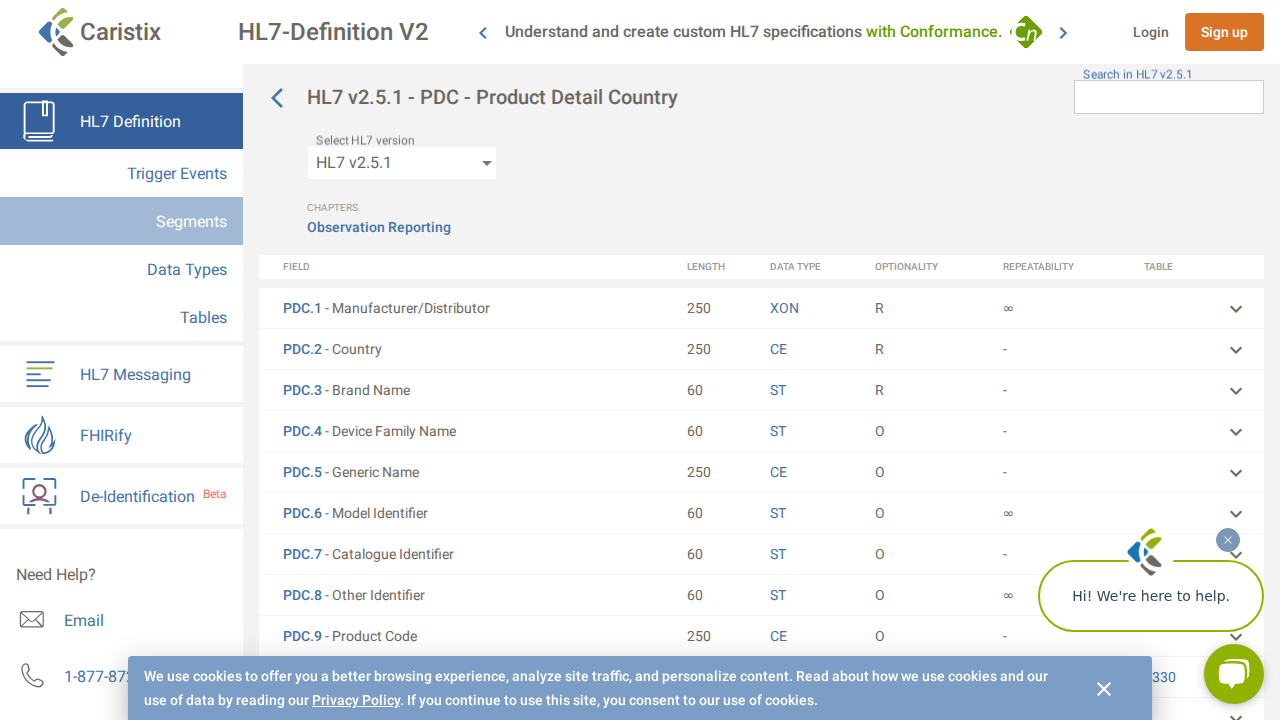 Caristix
HL7-Definition V2
Understand and create custom HL7 specifications with Conformance.
Cn
Login
Sign up
HL7 Definition
Trigger Events
Segments
Data Types
Tables
HL7 Messaging
FHIRify
De-Identification Beta
Need Help?
Email
1-877-872
HL7 v2.5.1 - PDC - Product Detail Country
Search in HL7 v2.5.1
Select HL7 version
HL7 v2.5.1
CHAPTERS
Observation Reporting
FIELD LENGTH DATA TYPE OPTIONALITY REPEATABILITY TABLE
PDC.1 - Manufacturer/Distributor 250 XON R ∞
PDC.2 - Country 250 CE R -
PDC.3 - Brand Name 60 ST R -
PDC.4 - Device Family Name 60 ST O -
PDC.5 - Generic Name 250 CE O -
PDC.6 - Model Identifier 60 ST O ∞
PDC.7 - Catalogue Identifier 60 ST O -
PDC.8 - Other Identifier 60 ST O ∞
PDC.9 - Product Code 250 CE O -
330
Hi! We're here to help.
We use cookies to offer you a better browsing experience, analyze site traffic, and personalize content. Read about how we use cookies and our
use of data by reading our Privacy Policy. If you continue to use this site, you consent to our use of cookies.